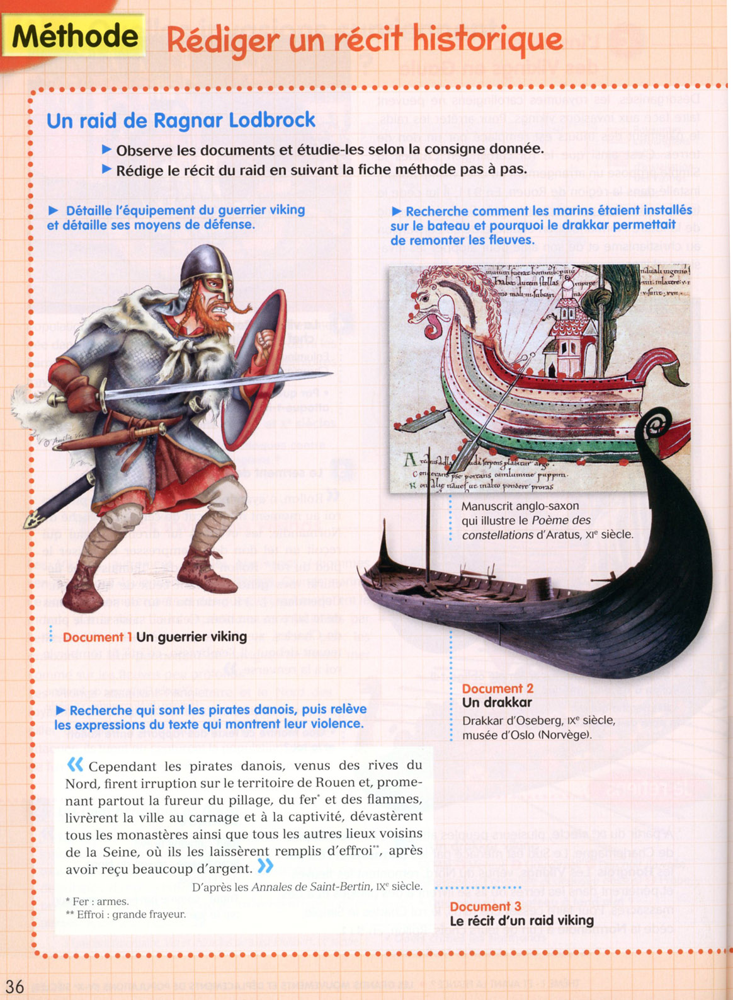 Méthode
Rédiger un récit historique
Un raid de Ragnar Lodbrock
► Observe les documents et étudie-les selon la consigne donnée.
► Rédige le récit du raid en suivant la fiche méthode pas à pas.
► Détaille l'équipement du guerrier viking
et détaille ses moyens de défense.
► Recherche comment les marins étaient installés
sur le bateau et pourquoi le drakkar permettait
de remonter les fleuves.
Manuscrit anglo-saxon
qui illustre le Poème des
constellations d'Aratus, XIe siècle.
Document 1 Un guerrier viking
Document 2
Un drakkar
Drakkar d'Oseberg, IXe siècle,
musée d'Oslo (Norvège).
► Recherche qui sont les pirates danois, puis relève
les expressions du texte qui montrent leur violence.
« Cependant les pirates danois, venus des rives du
Nord, firent irruption sur le territoire de Rouen et, prome-
nant partout la fureur du pillage, du fer* et des flammes,
livrèrent la ville au carnage et à la captivité, dévastèrent
tous les monastères ainsi que tous les autres lieux voisins
de la Seine, où ils les laissèrent remplis d'effroi**, après
avoir reçu beaucoup d'argent. »
D'après les Annales de Saint-Bertin, IXe siècle.
* Fer : armes.
** Effroi : grande frayeur.
Document 3
Le récit d'un raid viking
36